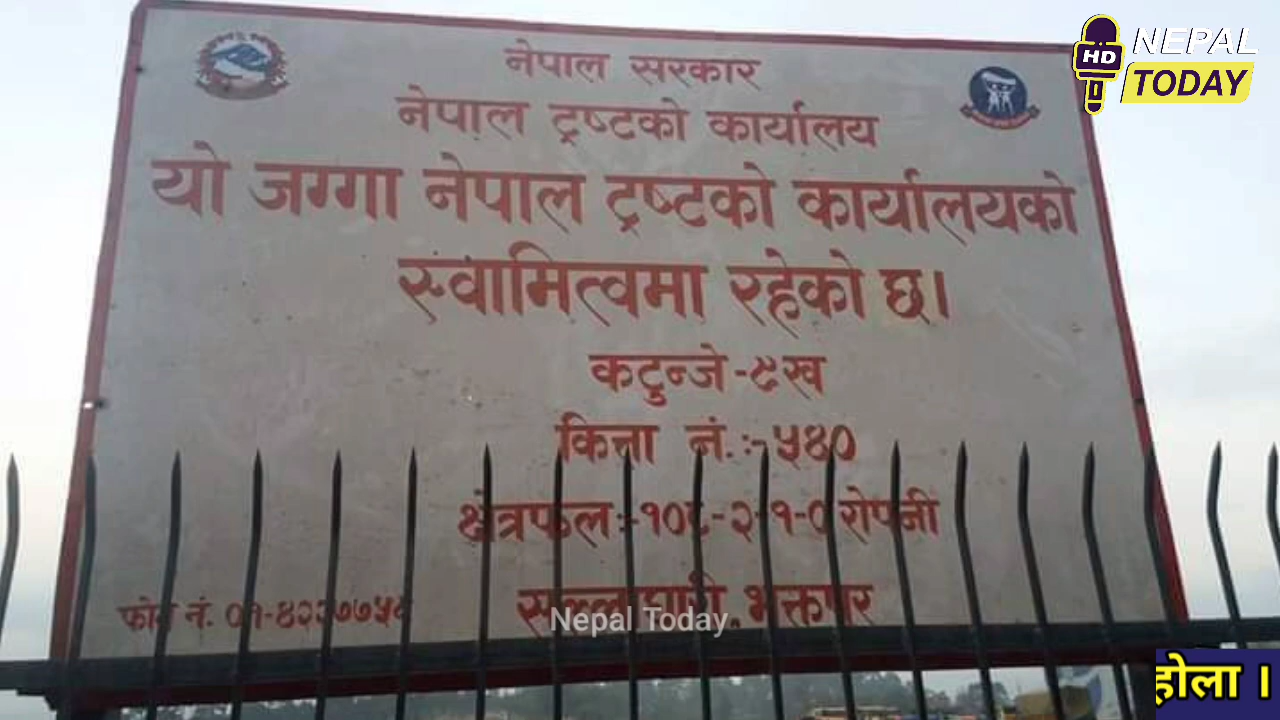 नेपाल सरकार
नेपाल ट्रष्टको कार्यालय
यो जग्गा नेपाल ट्रष्टको कार्यालयको
स्वामित्वमा रहेको छ।
कटुन्जे-८ख
कित्ता नं.:-५४०
क्षेत्रफल:-१०८-२-१-० रोपनी
सल्लाघारी, भक्तपुर
फोन नं.
HD
NEPAL
TODAY
Nepal Today
होला ।